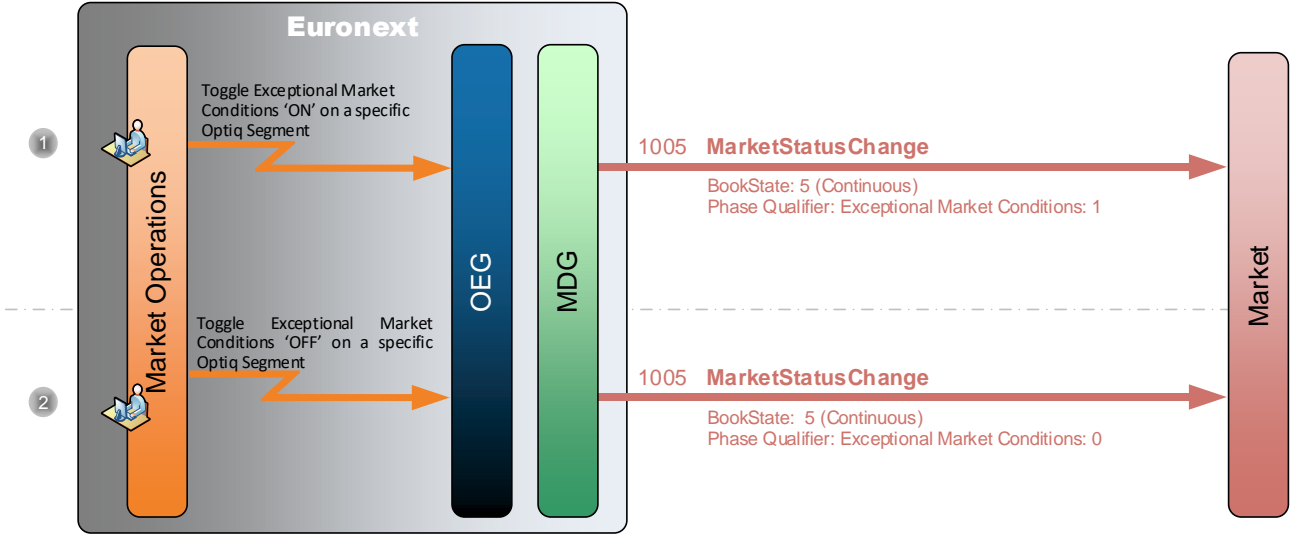 Euronext
Market Operations
OEG
MDG
Market
1
Toggle Exceptional Market
Conditions ‘ON’ on a specific
Optiq Segment
1005 MarketStatusChange
BookState: 5 (Continuous)
Phase Qualifier: Exceptional Market Conditions: 1
2
Toggle Exceptional Market
Conditions ‘OFF’ on a specific
Optiq Segment
1005 MarketStatusChange
BookState: 5 (Continuous)
Phase Qualifier: Exceptional Market Conditions: 0